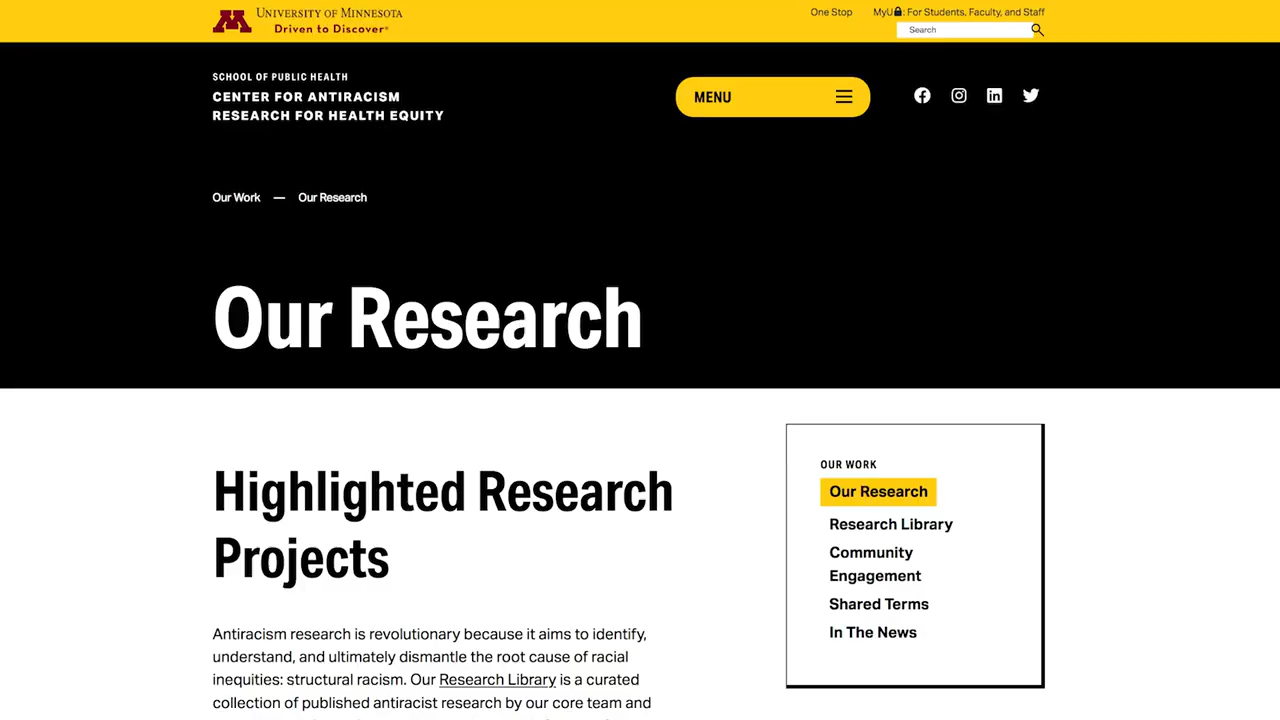 University of Minnesota
Driven to Discover®
One Stop
MyU : For Students, Faculty, and Staff
Search
SCHOOL OF PUBLIC HEALTH
CENTER FOR ANTIRACISM
RESEARCH FOR HEALTH EQUITY
MENU
Our Work — Our Research
Our Research
Highlighted Research
Projects
Antiracism research is revolutionary because it aims to identify,
understand, and ultimately dismantle the root cause of racial
inequities: structural racism. Our Research Library is a curated
collection of published antiracist research by our core team and
OUR WORK
Our Research
Research Library
Community
Engagement
Shared Terms
In The News